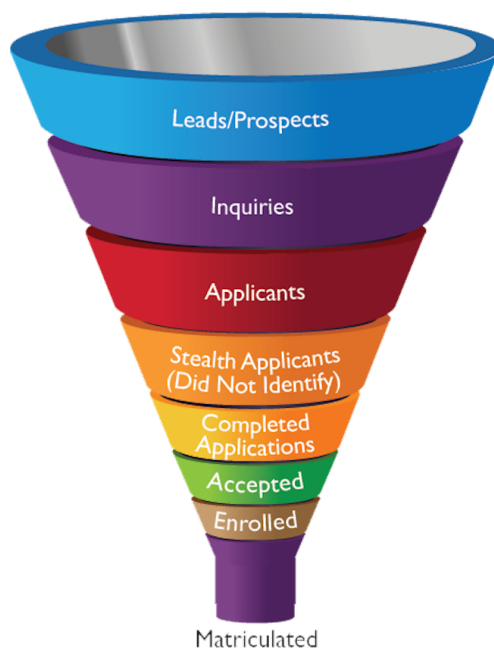 Leads/Prospects
Inquiries
Applicants
Stealth Applicants
(Did Not Identify)
Completed
Applications
Accepted
Enrolled
Matriculated